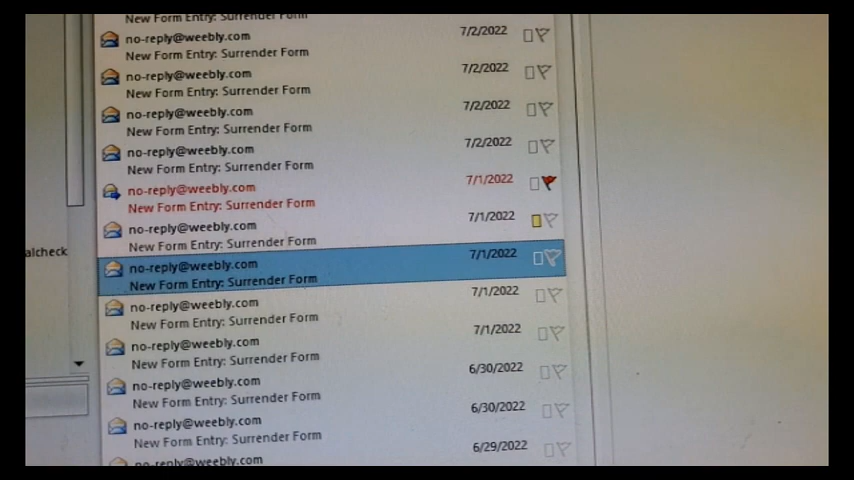 New Form Entry: Surrender Form
no-reply@weebly.com 7/2/2022
New Form Entry: Surrender Form
no-reply@weebly.com 7/2/2022
New Form Entry: Surrender Form
no-reply@weebly.com 7/2/2022
New Form Entry: Surrender Form
no-reply@weebly.com 7/2/2022
New Form Entry: Surrender Form
no-reply@weebly.com 7/1/2022
New Form Entry: Surrender Form
no-reply@weebly.com 7/1/2022
New Form Entry: Surrender Form
alcheck
no-reply@weebly.com 7/1/2022
New Form Entry: Surrender Form
no-reply@weebly.com 7/1/2022
New Form Entry: Surrender Form
no-reply@weebly.com 7/1/2022
New Form Entry: Surrender Form
no-reply@weebly.com 6/30/2022
New Form Entry: Surrender Form
no-reply@weebly.com 6/30/2022
New Form Entry: Surrender Form
no-reply@weebly.com 6/29/2022